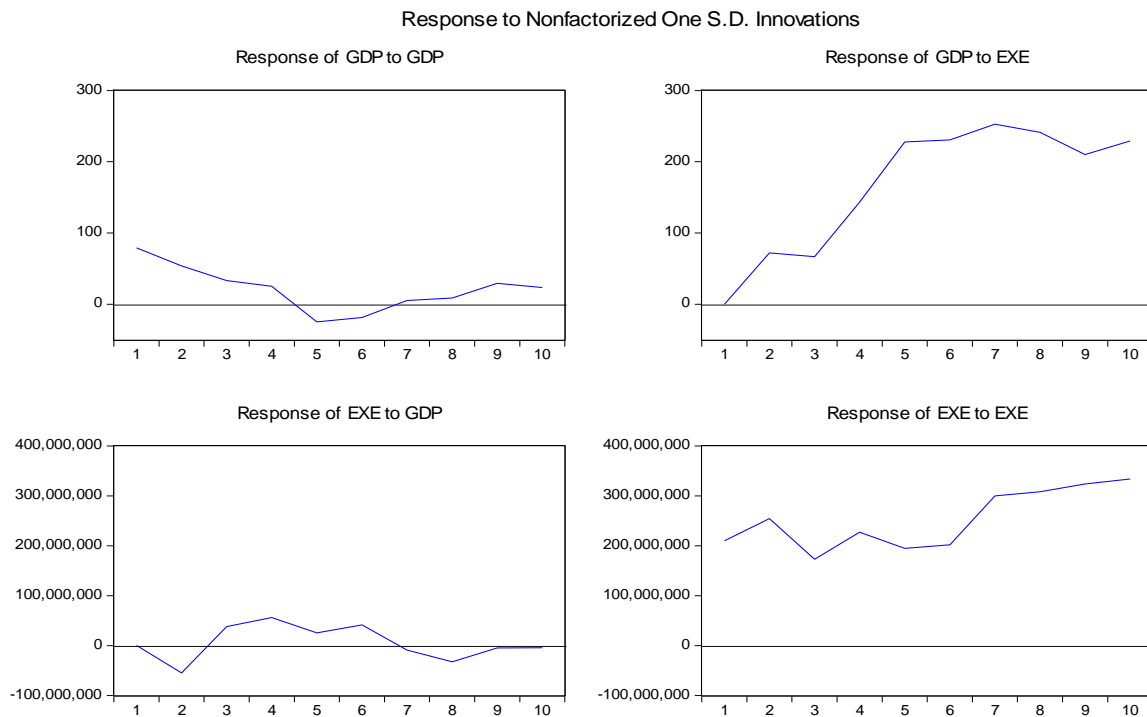 Response to Nonfactorized One S.D. Innovations
Response of GDP to GDP
300
200
100
0
1 2 3 4 5 6 7 8 9 10
Response of GDP to EXE
300
200
100
0
1 2 3 4 5 6 7 8 9 10
Response of EXE to GDP
400,000,000
300,000,000
200,000,000
100,000,000
0
-100,000,000
1 2 3 4 5 6 7 8 9 10
Response of EXE to EXE
400,000,000
300,000,000
200,000,000
100,000,000
0
-100,000,000
1 2 3 4 5 6 7 8 9 10